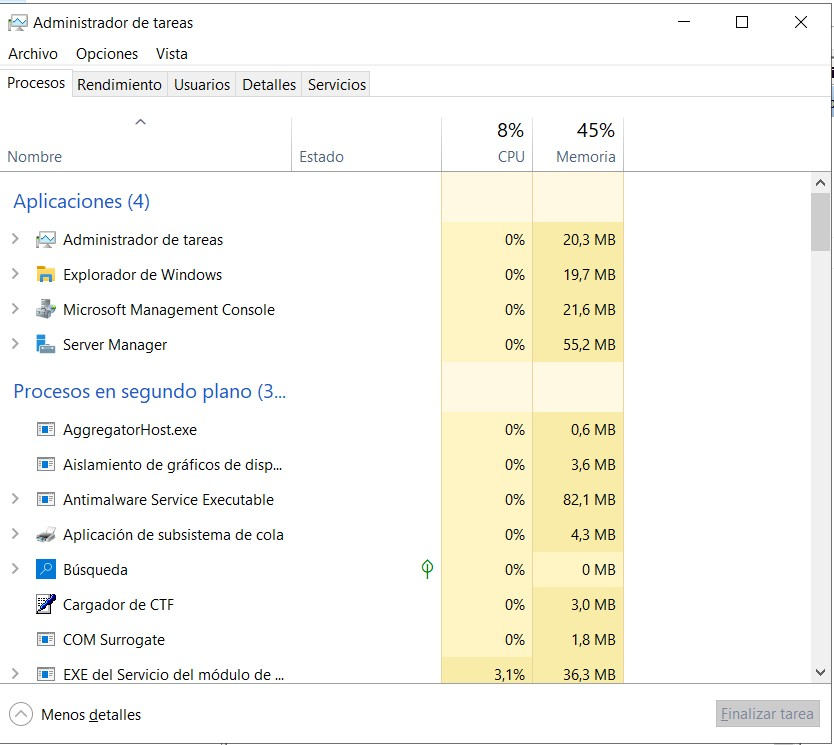 Administrador de tareas
Archivo Opciones Vista
Procesos Rendimiento Usuarios Detalles Servicios
8% 45%
Nombre Estado CPU Memoria
Aplicaciones (4)
Administrador de tareas 0% 20,3 MB
Explorador de Windows 0% 19,7 MB
Microsoft Management Console 0% 21,6 MB
Server Manager 0% 55,2 MB
Procesos en segundo plano (3...
AggregatorHost.exe 0% 0,6 MB
Aislamiento de gráficos de disp... 0% 3,6 MB
Antimalware Service Executable 0% 82,1 MB
Aplicación de subsistema de cola 0% 4,3 MB
Búsqueda 0% 0 MB
Cargador de CTF 0% 3,0 MB
COM Surrogate 0% 1,8 MB
EXE del Servicio del módulo de ... 3,1% 36,3 MB
Menos detalles Finalizar tarea